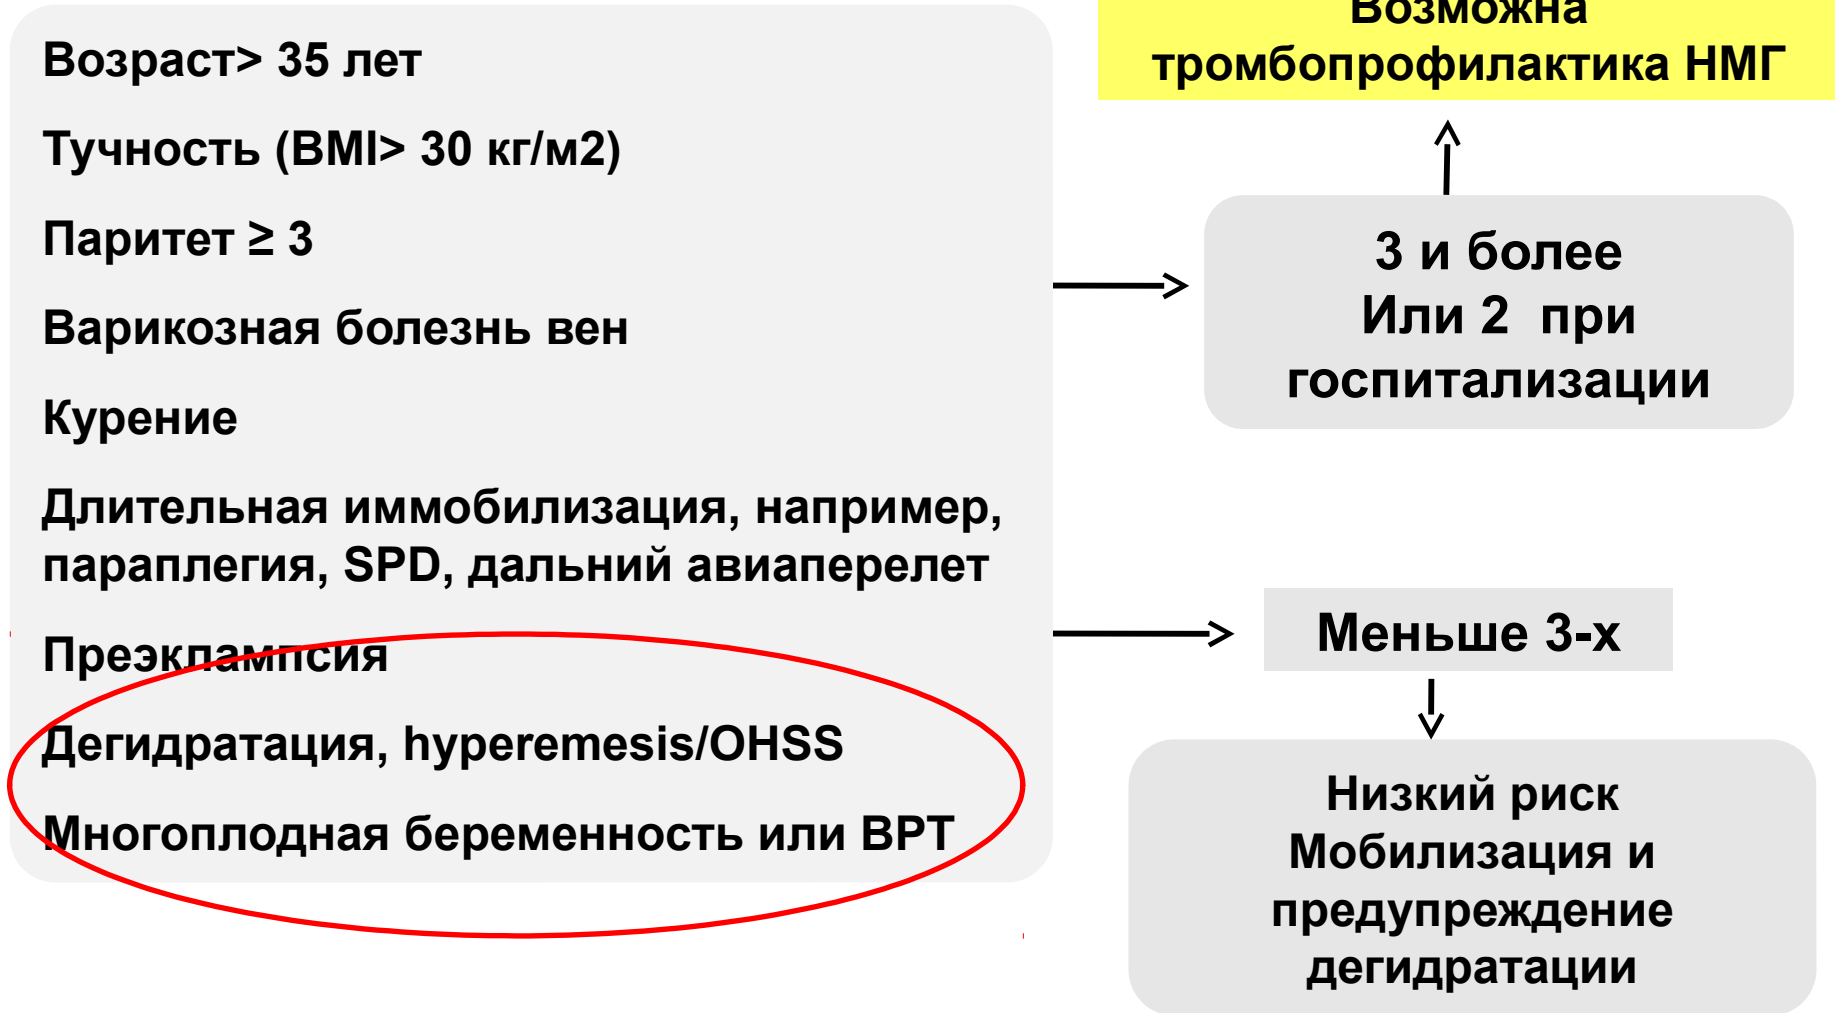 Возраст> 35 лет
Тучность (BMI> 30 кг/м2)
Паритет ≥ 3
Варикозная болезнь вен
Курение
Длительная иммобилизация, например,
параплегия, SPD, дальний авиаперелет
Преэклампсия
Дегидратация, hyperemesis/OHSS
Многоплодная беременность или ВРТ
Возможна
тромбопрофилактика НМГ
3 и более
Или 2 при
госпитализации
Меньше 3-х
Низкий риск
Мобилизация и
предупреждение
дегидратации